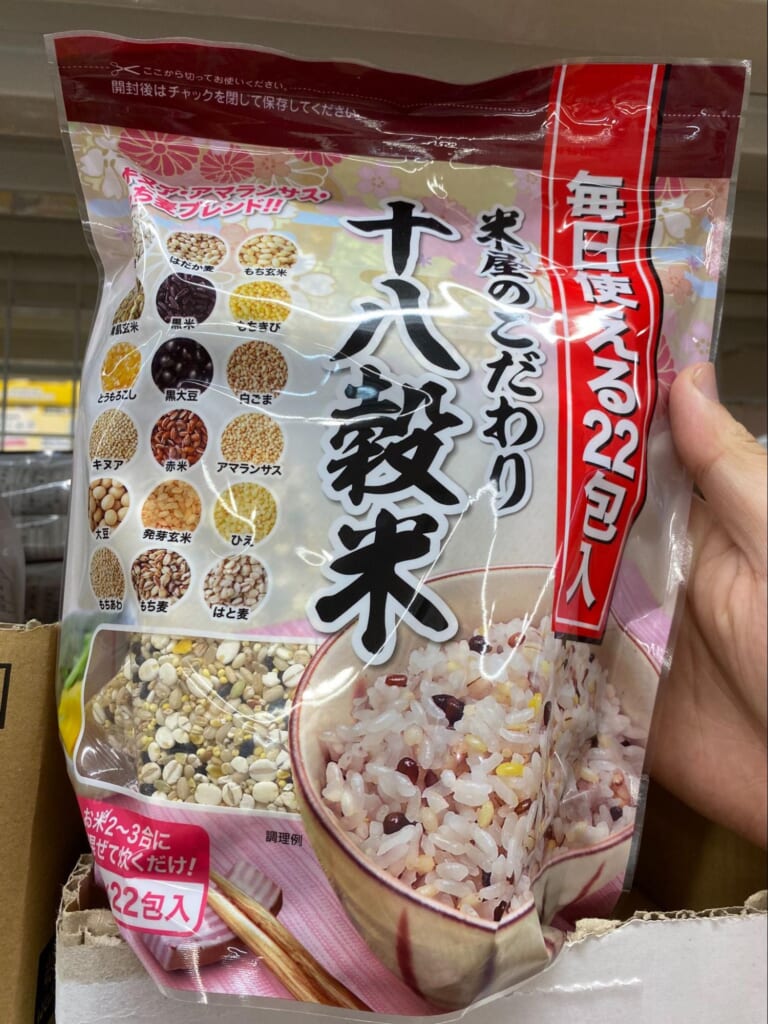 ここから切ってお使いください。
開封後はチャックを閉じて保存してください。
毎日使える22包入
キヌア、アマランサス・
もち麦ブレンド!!
米屋のこだわり
十八穀米
はだか麦
もち玄米
黒米
もちきび
とうもろこし
黒大豆
白ごま
キヌア
赤米
アマランサス
大豆
発芽玄米
ひえ
もちあわ
もち麦
はと麦
お米2〜3合に
混ぜて炊くだけ!
22包入
調理例